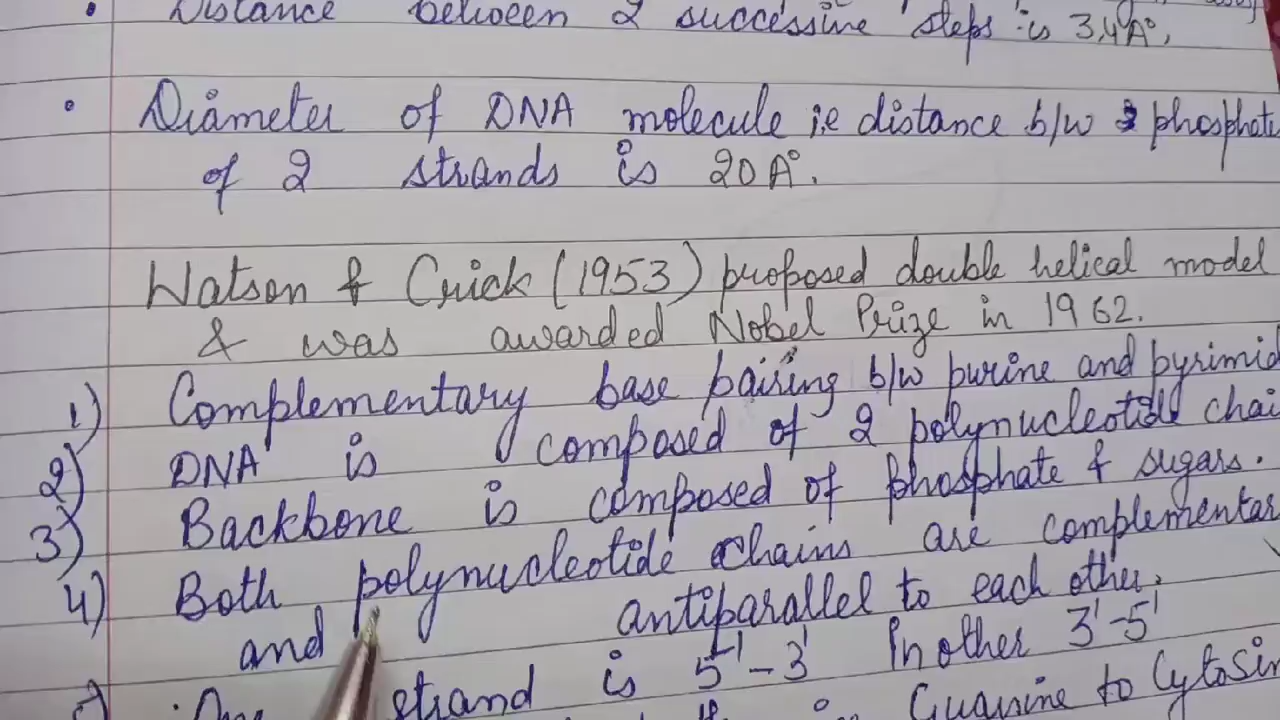 • Distance between 2 successive steps is 3.4A°.
• Diameter of DNA molecule i.e distance b/w 2 phosphate
of 2 strands is 20A°.
Watson & Crick (1953) proposed double helical model
& was awarded Nobel Prize in 1962.
1) Complementary base pairing b/w purine and pyrimid
2) DNA is composed of 2 polynucleotide chai
3) Backbone is composed of phosphate & sugars.
4) Both polynucleotide chains are complementar
and antiparallel to each other.
strand is 5'-3' in other 3'-5'
Guanine to Cytosin